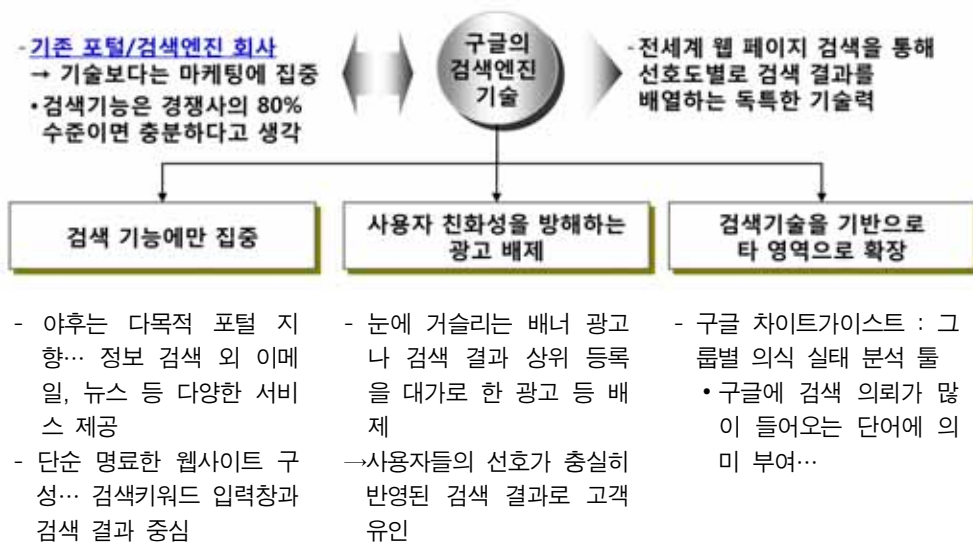 - 기존 포털/검색엔진 회사
→ 기술보다는 마케팅에 집중
•검색기능은 경쟁사의 80%
수준이면 충분하다고 생각
구글의
검색엔진
기술
- 전세계 웹 페이지 검색을 통해
선호도별로 검색 결과를
배열하는 독특한 기술력
검색 기능에만 집중
사용자 친화성을 방해하는
광고 배제
검색기술을 기반으로
타 영역으로 확장
- 야후는 다목적 포털 지
향… 정보 검색 외 이메
일, 뉴스 등 다양한 서비
스 제공
- 단순 명료한 웹사이트 구
성… 검색키워드 입력창과
검색 결과 중심
- 눈에 거슬리는 배너 광고
나 검색 결과 상위 등록
을 대가로 한 광고 등 배
제
→사용자들의 선호가 충실히
반영된 검색 결과로 고객
유인
- 구글 차이트가이스트 : 그
룹별 의식 실태 분석 툴
• 구글에 검색 의뢰가 많
이 들어오는 단어에 의
미 부여…